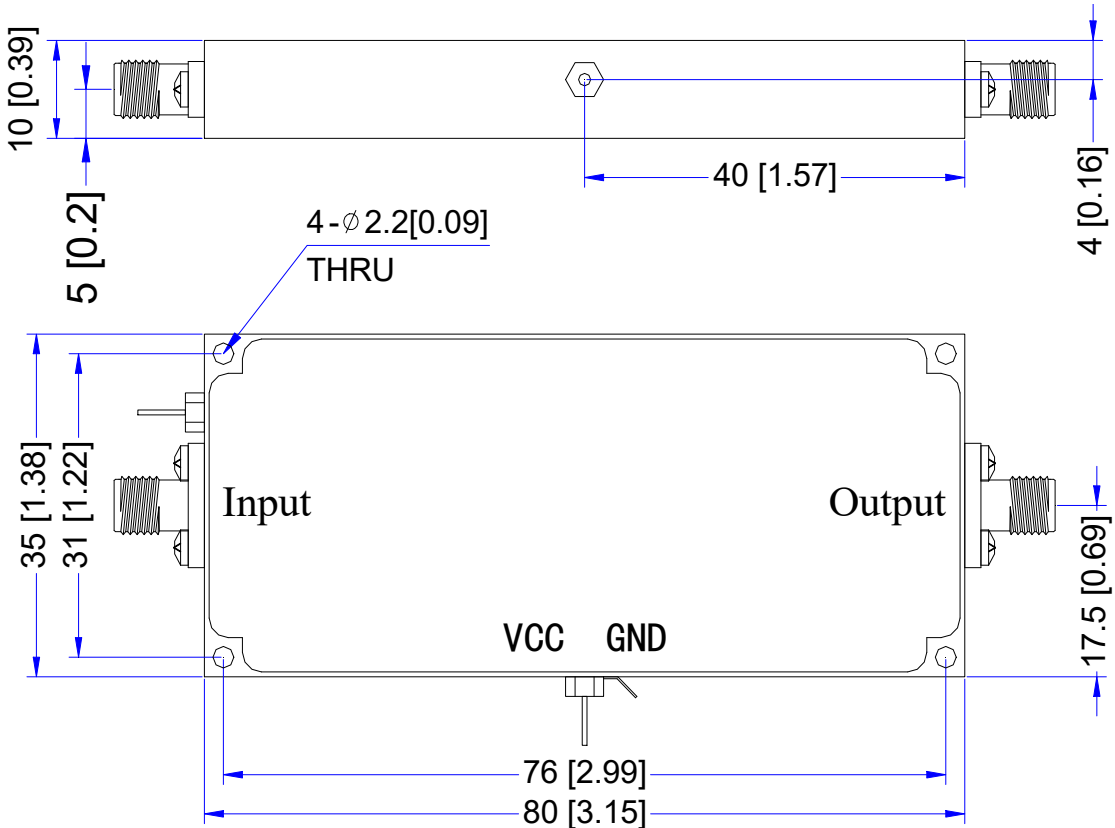 10 [0.39]
5 [0.2]
40 [1.57]
4 [0.16]
4-⌀2.2[0.09]
THRU
35 [1.38]
31 [1.22]
Input
Output
17.5 [0.69]
VCC GND
76 [2.99]
80 [3.15]